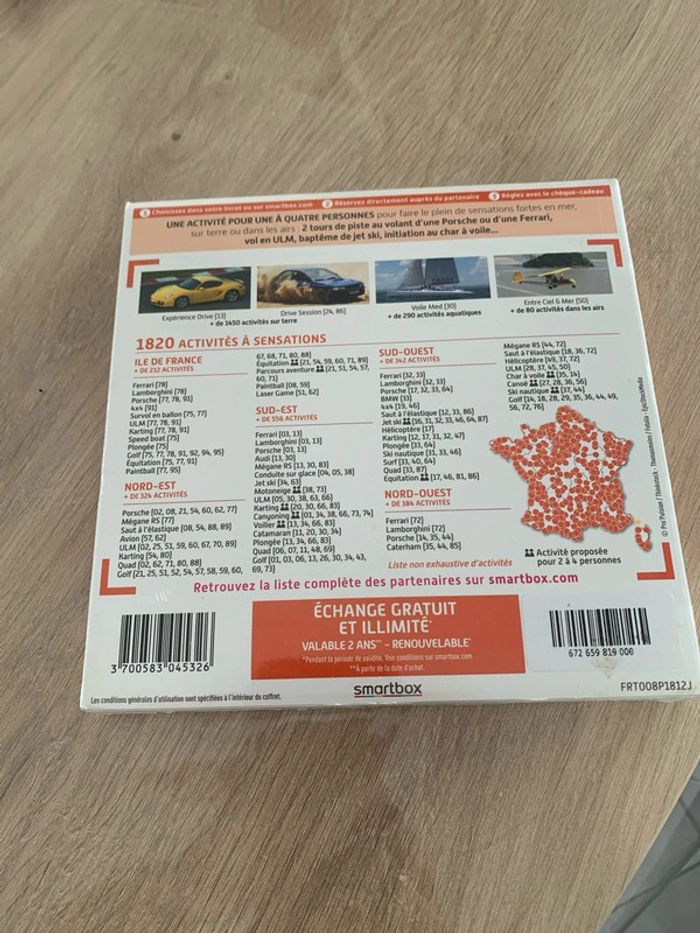 1 Choisissez dans votre livret ou sur smartbox.com 2 Réservez directement auprès du partenaire 3 Réglez avec le chèque-cadeau
UNE ACTIVITÉ POUR UNE À QUATRE PERSONNES pour faire le plein de sensations fortes en mer,
sur terre ou dans les airs : 2 tours de piste au volant d'une Porsche ou d'une Ferrari,
vol en ULM, baptême de jet ski, initiation au char à voile...
Expérience Drive [13]
Drive Session [24, 86]
+ de 1450 activités sur terre
Voile Med [30]
+ de 290 activités aquatiques
Entre Ciel & Mer [50]
+ de 80 activités dans les airs
1820 ACTIVITÉS À SENSATIONS
ILE DE FRANCE
+ DE 212 ACTIVITÉS
Ferrari [78]
Lamborghini [78]
Porsche [77, 78, 91]
4x4 [91]
Survol en ballon [75, 77]
ULM [77, 78, 91]
Karting [77, 78, 91]
Speed boat [75]
Plongée [75]
Golf [75, 77, 78, 91, 92, 94, 95]
Équitation [75, 77, 91]
Paintball [77, 95]
NORD-EST
+ DE 324 ACTIVITÉS
Porsche [02, 08, 21, 54, 60, 62, 77]
Mégane RS [77]
Saut à l'élastique [08, 54, 88, 89]
Avion [57, 62]
ULM [02, 25, 51, 59, 60, 67, 70, 89]
Karting [54, 80]
Quad [02, 62, 71, 80, 88]
Golf [21, 25, 51, 52, 54, 57, 58, 59, 60,
67, 68, 71, 80, 88]
Équitation [21, 54, 59, 60, 71, 89]
Parcours aventure [21, 51, 54, 57,
60, 71]
Paintball [08, 59]
Laser Game [51, 62]
SUD-EST
+ DE 556 ACTIVITÉS
Ferrari [03, 13]
Lamborghini [03, 13]
Porsche [03, 13]
Audi [13, 30]
Mégane RS [13, 30, 83]
Conduite sur glace [04, 05, 38]
Jet ski [34, 63]
Motoneige [38, 73]
ULM [05, 30, 38, 63, 66]
Karting [20, 30, 66, 83]
Canyoning [01, 34, 38, 66, 73, 74]
Voilier [13, 34, 66, 83]
Catamaran [11, 20, 30, 34]
Plongée [13, 34, 66, 83]
Quad [06, 07, 11, 48, 69]
Golf [01, 03, 06, 13, 26, 30, 34, 43,
69, 73]
SUD-OUEST
+ DE 342 ACTIVITÉS
Ferrari [32, 33]
Lamborghini [32, 33]
Porsche [17, 32, 33, 64]
BMW [33]
4x4 [19, 46]
Saut à l'élastique [12, 33, 86]
Jet ski [16, 31, 32, 33, 46, 64, 87]
Hélicoptère [17]
Karting [12, 17, 31, 32, 47]
Plongée [33, 64]
Ski nautique [31, 33, 46]
Surf [33, 40, 64]
Quad [33, 87]
Equitation [17, 46, 81, 86]
NORD-OUEST
+ DE 384 ACTIVITÉS
Ferrari [72]
Lamborghini [72]
Porsche [14, 35, 44]
Caterham [35, 44, 85]
Mégane RS [44, 72]
Saut à l'élastique [18, 36, 72]
Hélicoptère [49, 37, 72]
ULM [28, 37, 45, 50]
Char à voile [35, 14]
Canoë [27, 28, 36, 56]
Ski nautique [37, 44]
Golf [14, 18, 28, 29, 35, 36, 44, 49,
56, 72, 76]
Liste non exhaustive d'activités
Activité proposée
pour 2 à 4 personnes
Retrouvez la liste complète des partenaires sur smartbox.com
ÉCHANGE GRATUIT
ET ILLIMITÉ*
VALABLE 2 ANS** - RENOUVELABLE*
*Pendant la période de validité. Voir conditions sur smartbox.com
**À partir de la date d'achat.
3 700583 045326
672 659 819 000
Les conditions générales d'utilisation sont spécifiées à l'intérieur du coffret.
smartbox
FRT008P1812J